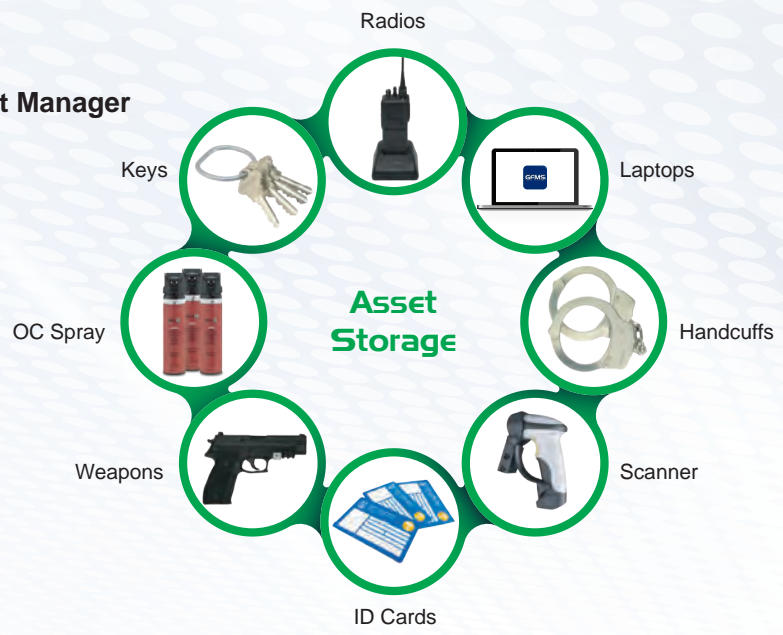 Radios
t Manager
Keys
Laptops
GFMS
OC Spray
Asset
Storage
Handcuffs
Weapons
Scanner
ID Cards